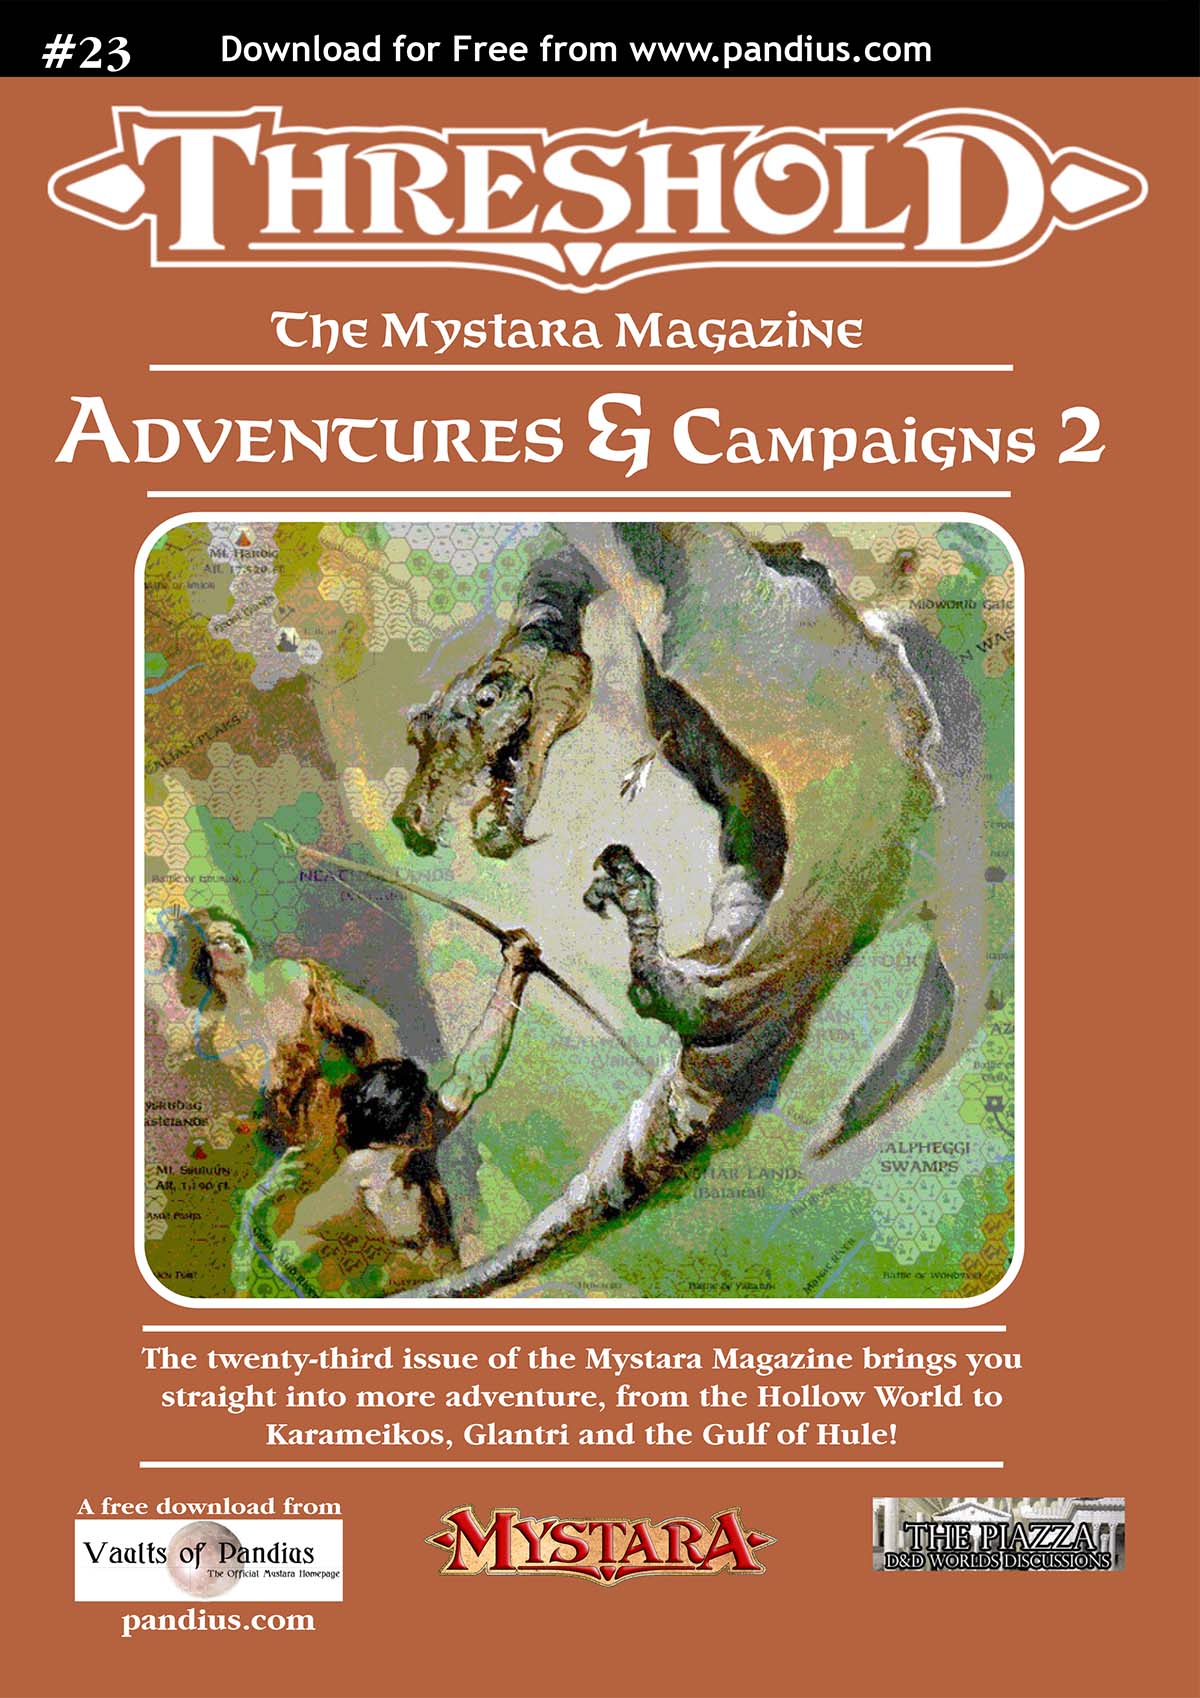 #23
Download for Free from www.pandius.com
THRESHOLD
The Mystara Magazine
Adventures & Campaigns 2
MIDWORLD
ALPHEGGI
SWAMPS
The twenty-third issue of the Mystara Magazine brings you
straight into more adventure, from the Hollow World to
Karameikos, Glantri and the Gulf of Hule!
A free download from
Vaults of Pandius
The Official Mystara Homepage
pandius.com
MYSTARA
THE PIAZZA
D&D WORLDS DISCUSSIONS